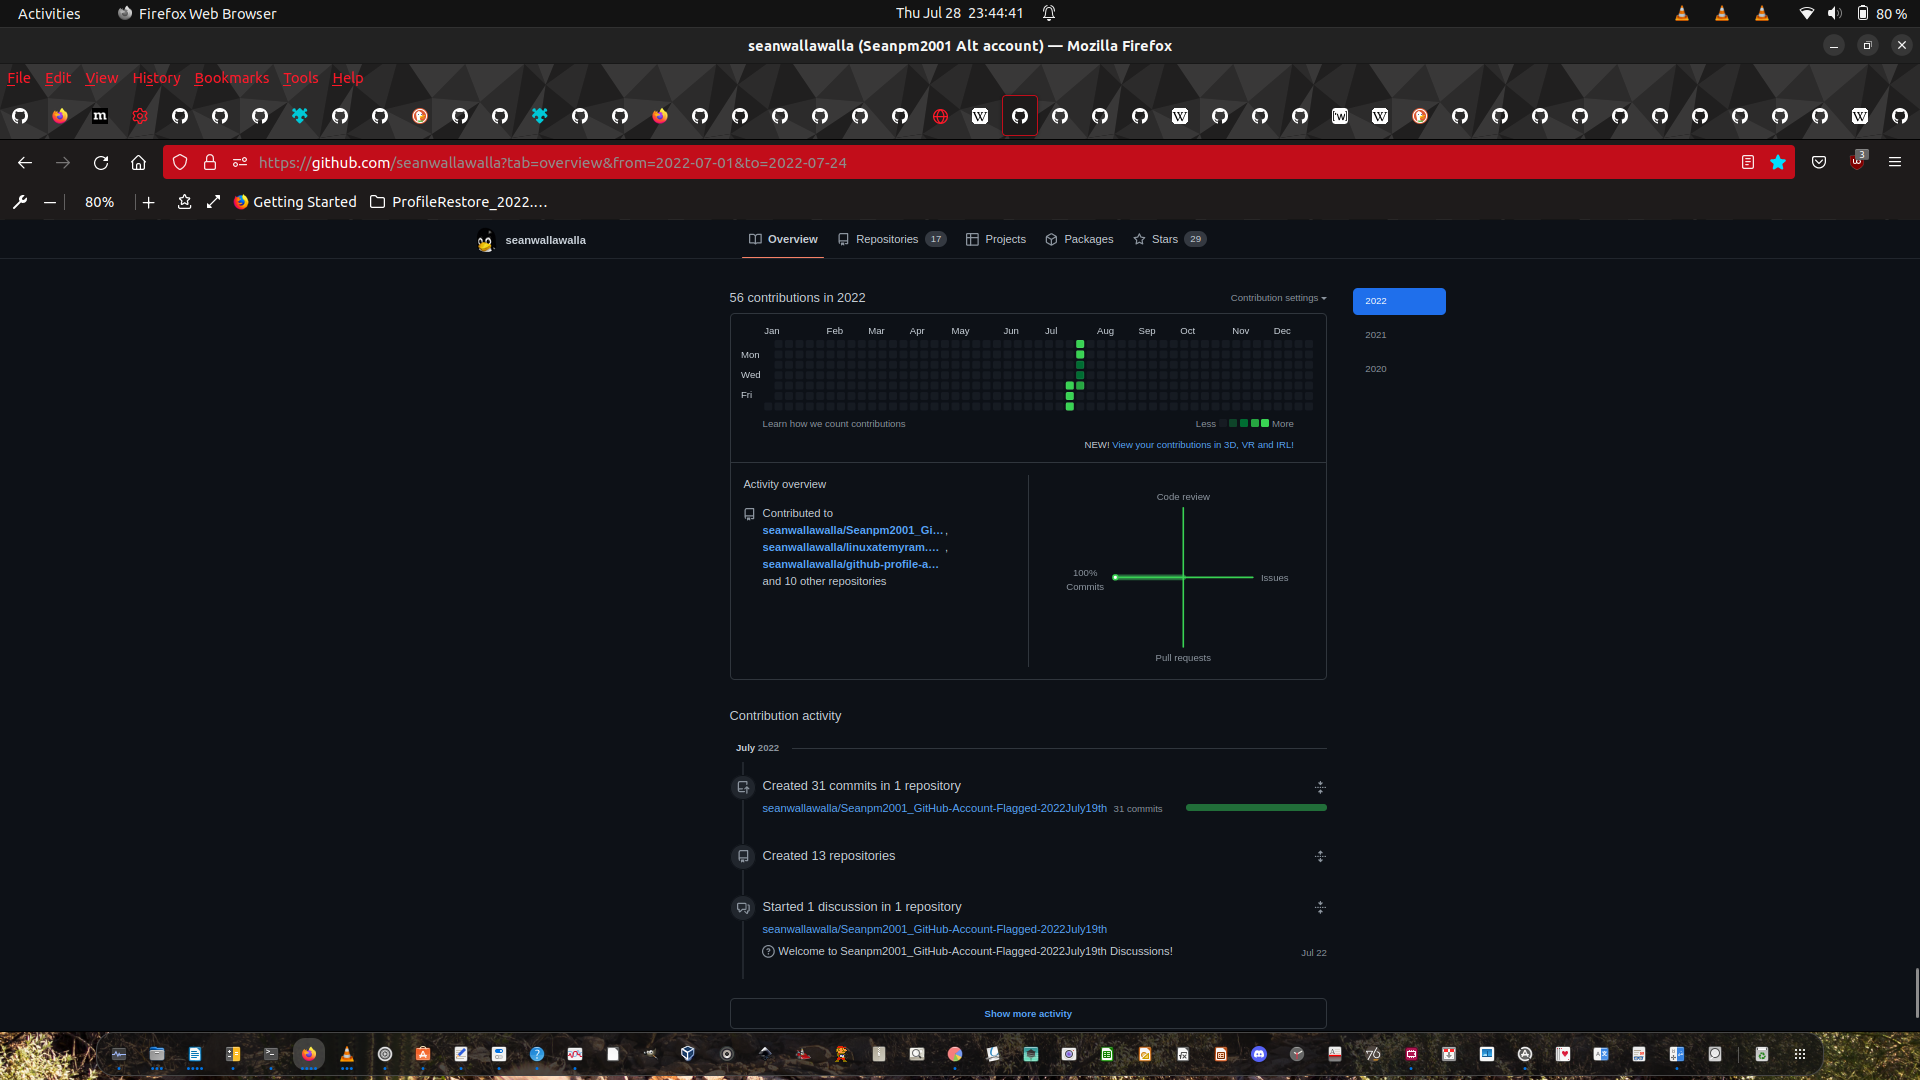 Activities
Firefox Web Browser
Thu Jul 28 23:44:41
80 %
seanwallawalla (Seanpm2001 Alt account) — Mozilla Firefox
File Edit View History Bookmarks Tools Help
https://github.com/seanwallawalla?tab=overview&from=2022-07-01&to=2022-07-24
3
80%
Getting Started
ProfileRestore_2022.…
seanwallawalla
Overview
Repositories 17
Projects
Packages
Stars 29
56 contributions in 2022
Contribution settings
2022
2021
2020
Jan Feb Mar Apr May Jun Jul Aug Sep Oct Nov Dec
Mon
Wed
Fri
Learn how we count contributions
Less More
NEW! View your contributions in 3D, VR and IRL!
Activity overview
Contributed to
seanwallawalla/Seanpm2001_Gi… ,
seanwallawalla/linuxatemyram.… ,
seanwallawalla/github-profile-a…
and 10 other repositories
Code review
100%
Commits
Issues
Pull requests
Contribution activity
July 2022
Created 31 commits in 1 repository
seanwallawalla/Seanpm2001_GitHub-Account-Flagged-2022July19th 31 commits
Created 13 repositories
Started 1 discussion in 1 repository
seanwallawalla/Seanpm2001_GitHub-Account-Flagged-2022July19th
Welcome to Seanpm2001_GitHub-Account-Flagged-2022July19th Discussions!
Jul 22
Show more activity